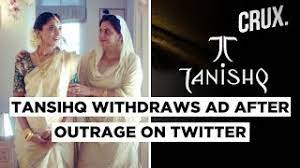 CRUX.
TANISHQ
TANSIHQ WITHDRAWS AD AFTER
OUTRAGE ON TWITTER